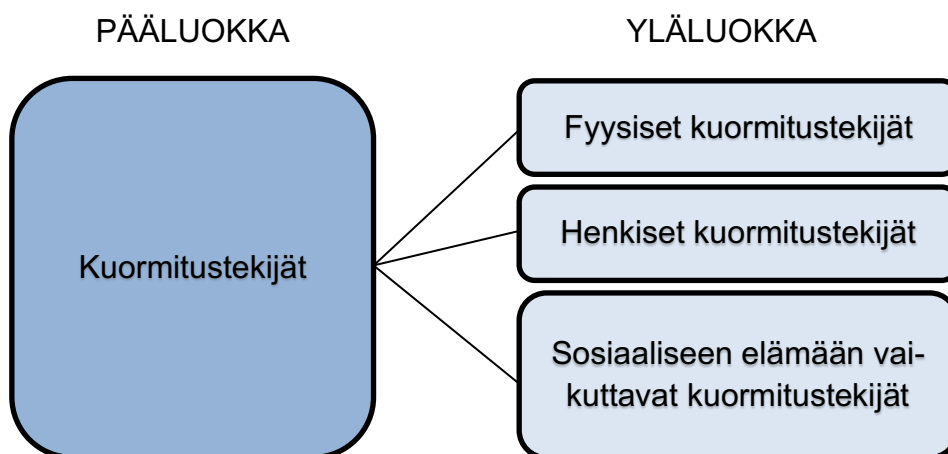 PÄÄLUOKKA
YLÄLUOKKA
Kuormitustekijät
Fyysiset kuormitustekijät
Henkiset kuormitustekijät
Sosiaaliseen elämään vai-
kuttavat kuormitustekijät